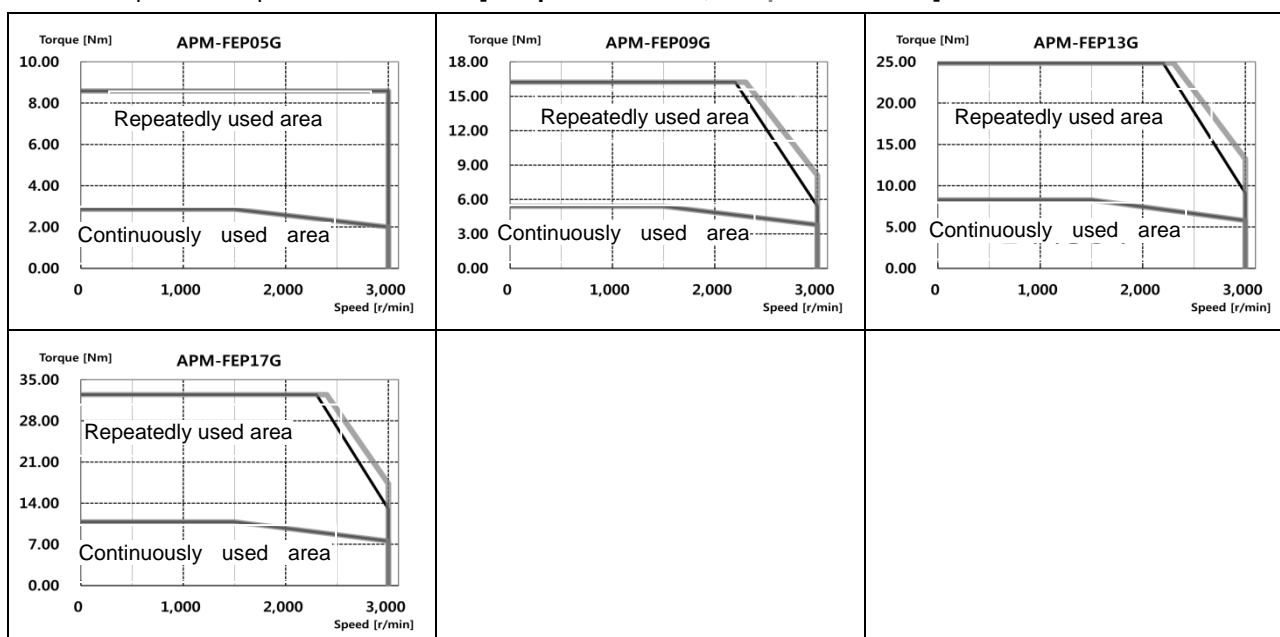 Torque [Nm] APM-FEP05G
10.00
8.00
Repeatedly used area
6.00
4.00
2.00
Continuously used area
0.00
0 1,000 2,000 3,000
Speed [r/min]
Torque [Nm] APM-FEP09G
18.00
15.00
Repeatedly used area
12.00
9.00
6.00
3.00
Continuously used area
0.00
0 1,000 2,000 3,000
Speed [r/min]
Torque [Nm] APM-FEP13G
25.00
20.00
Repeatedly used area
15.00
10.00
5.00
Continuously used area
0.00
0 1,000 2,000 3,000
Speed [r/min]
Torque [Nm] APM-FEP17G
35.00
28.00
Repeatedly used area
21.00
14.00
7.00
Continuously used area
0.00
0 1,000 2,000 3,000
Speed [r/min]